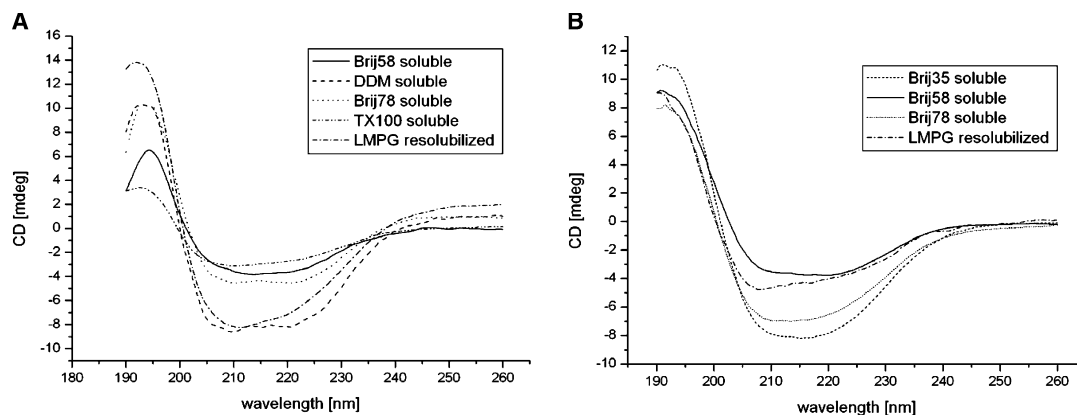 A
CD [mdeg]
16
14
12
10
8
6
4
2
0
-2
-4
-6
-8
-10
180 190 200 210 220 230 240 250 260
wavelength [nm]
Brij58 soluble
DDM soluble
Brij78 soluble
TX100 soluble
LMPG resolubilized
B
CD [mdeg]
12
10
8
6
4
2
0
-2
-4
-6
-8
-10
190 200 210 220 230 240 250 260
wavelength [nm]
Brij35 soluble
Brij58 soluble
Brij78 soluble
LMPG resolubilized